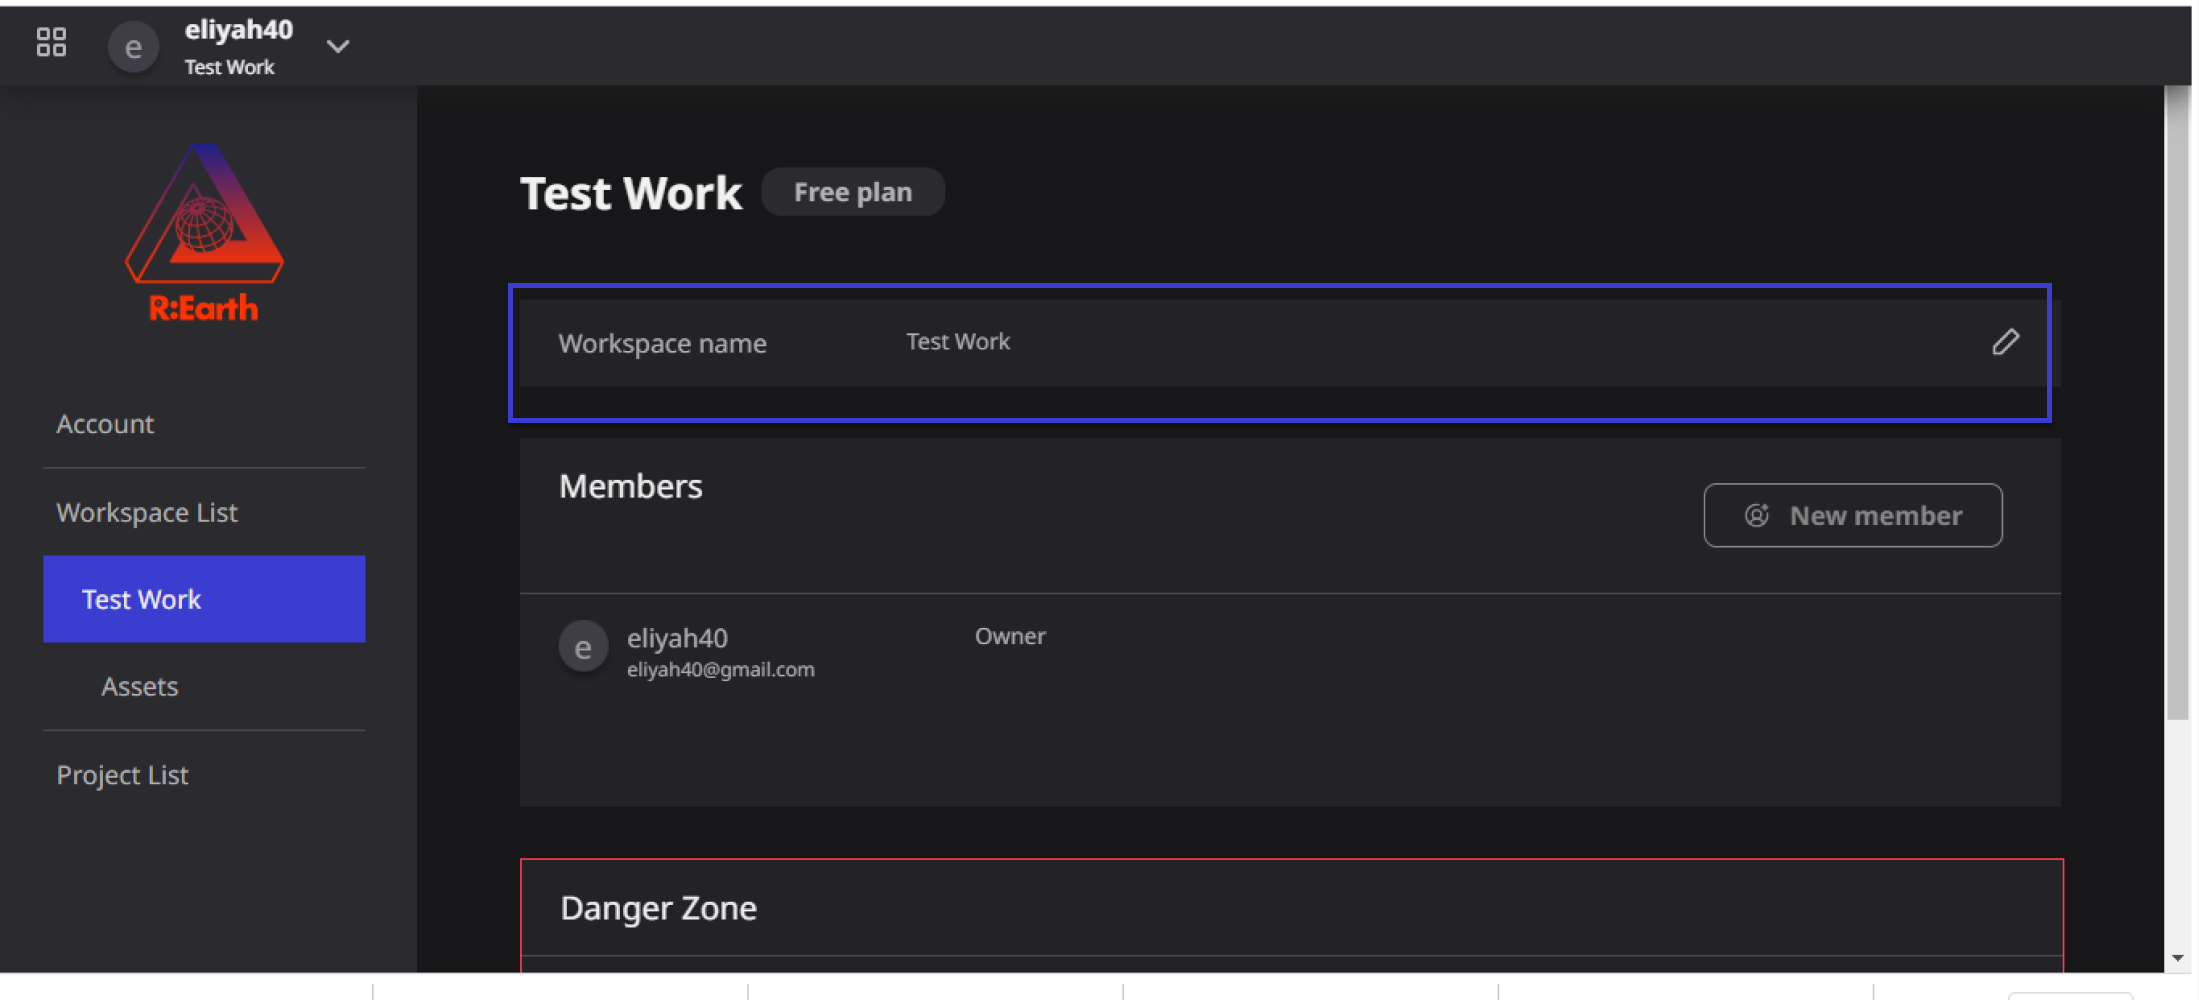 e
eliyah40
Test Work
R:Earth
Account
Workspace List
Test Work
Assets
Project List
Test Work
Free plan
Workspace name
Test Work
Members
New member
e
eliyah40
eliyah40@gmail.com
Owner
Danger Zone